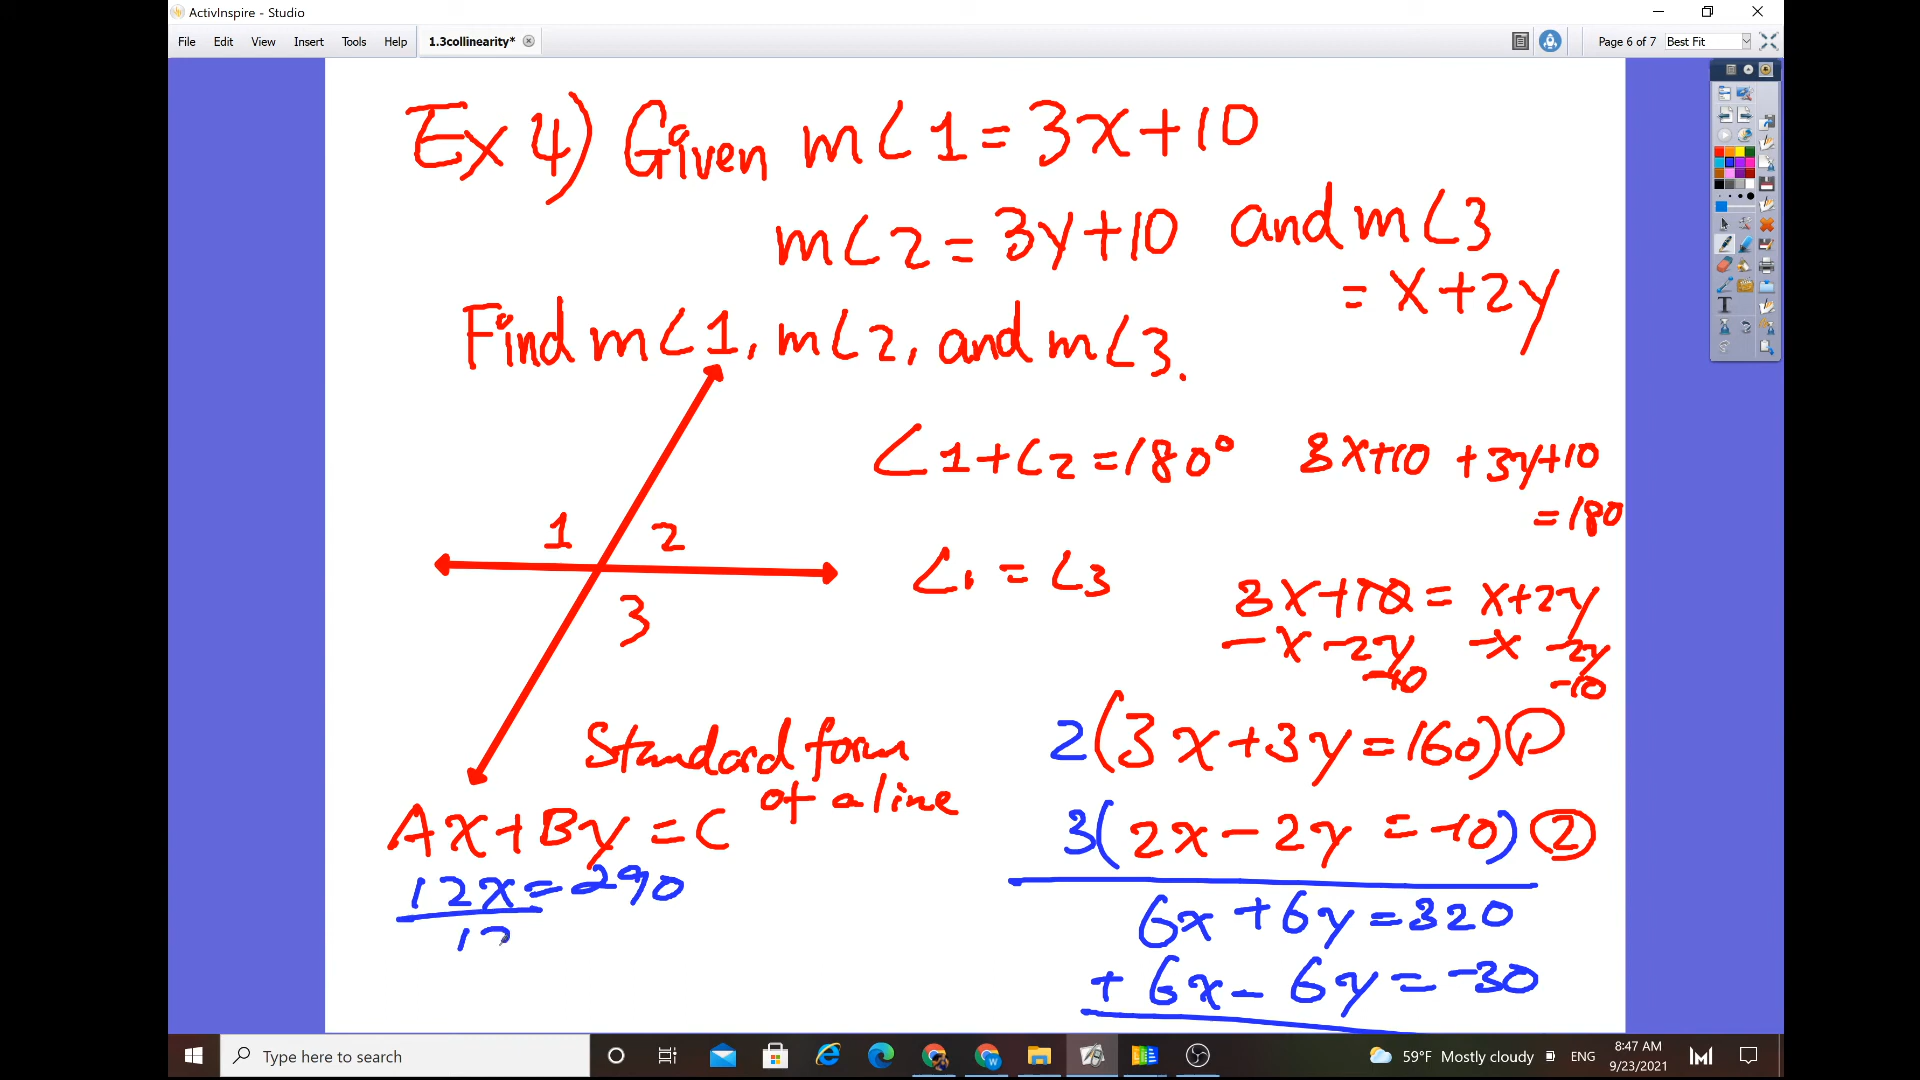 ActivInspire - Studio
File Edit View Insert Tools Help 1.3collinearity* Page 6 of 7 Best Fit
Ex 4) Given m∠1 = 3x+10
m∠2 = 3y+10 and m∠3
= x+2y
Find m∠1, m∠2, and m∠3.
∠1+∠2 = 180° 3x+10 +3y+10
= 180
1 2
∠1 = ∠3
3
3x+10 = x+2y
-x -2y -x -2y
-10 -10
Standard form
of a line
2(3x+3y=160) 1
Ax+By=C
3(2x-2y=-10) 2
12x=290
12
6x+6y=320
+6x-6y=-30
Type here to search
59°F Mostly cloudy ENG 8:47 AM
9/23/2021